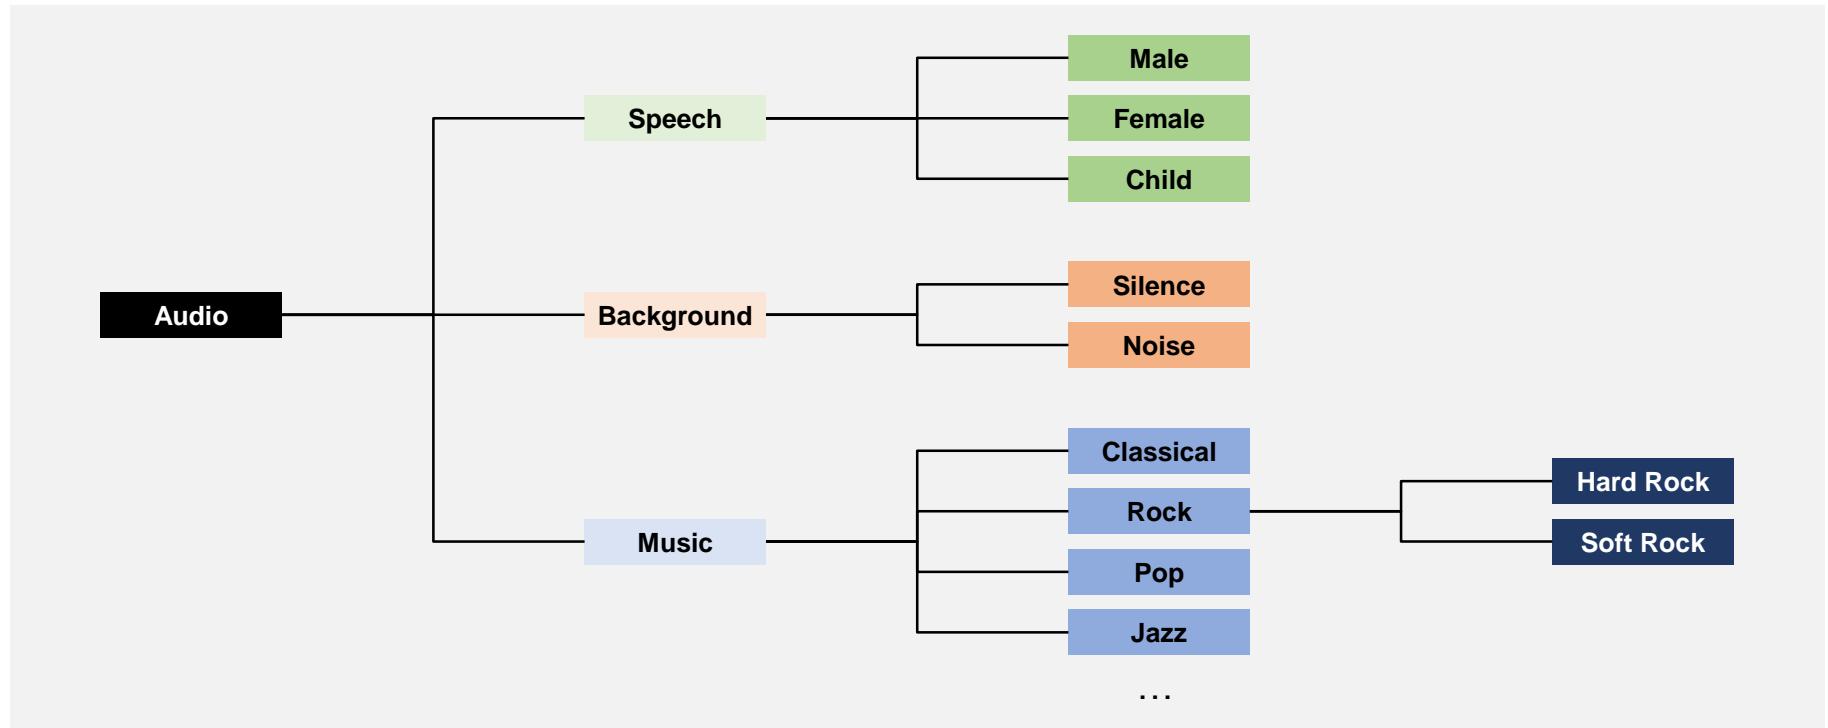 Audio
Speech
Male
Female
Child
Background
Silence
Noise
Music
Classical
Rock
Hard Rock
Soft Rock
Pop
Jazz
...